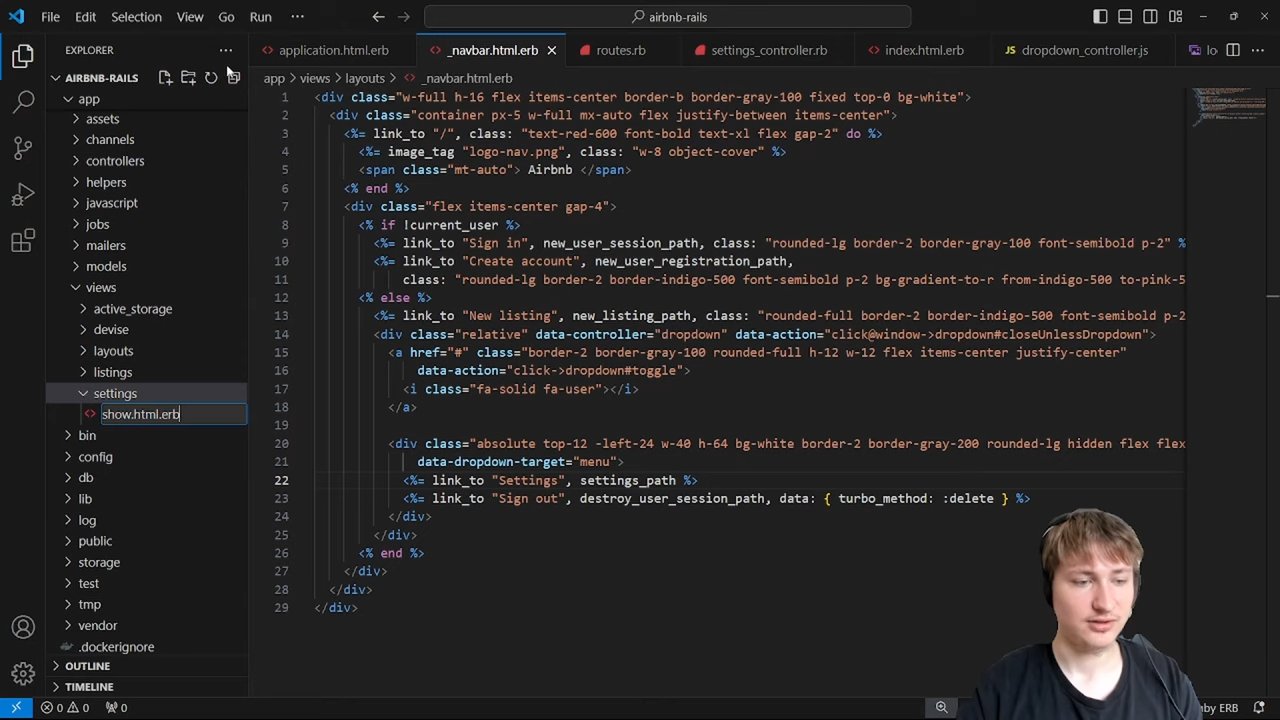 File Edit Selection View Go Run ··· airbnb-rails
EXPLORER ···
application.html.erb _navbar.html.erb routes.rb settings_controller.rb index.html.erb dropdown_controller.js lo ···
AIRBNB-RAILS
app > views > layouts > _navbar.html.erb
app
assets
channels
controllers
helpers
javascript
jobs
mailers
models
views
active_storage
devise
layouts
listings
settings
show.html.erb
bin
config
db
lib
log
public
storage
test
tmp
vendor
.dockerignore
OUTLINE
TIMELINE
1 <div class="w-full h-16 flex items-center border-b border-gray-100 fixed top-0 bg-white">
2 <div class="container px-5 w-full mx-auto flex justify-between items-center">
3 <%= link_to "/", class: "text-red-600 font-bold text-xl flex gap-2" do %>
4 <%= image_tag "logo-nav.png", class: "w-8 object-cover" %>
5 <span class="mt-auto"> Airbnb </span>
6 <% end %>
7 <div class="flex items-center gap-4">
8 <% if !current_user %>
9 <%= link_to "Sign in", new_user_session_path, class: "rounded-lg border-2 border-gray-100 font-semibold p-2" %
10 <%= link_to "Create account", new_user_registration_path,
11 class: "rounded-lg border-2 border-indigo-500 font-semibold p-2 bg-gradient-to-r from-indigo-500 to-pink-5
12 <% else %>
13 <%= link_to "New listing", new_listing_path, class: "rounded-full border-2 border-indigo-500 font-semibold p-2
14 <div class="relative" data-controller="dropdown" data-action="click@window->dropdown#closeUnlessDropdown">
15 <a href="#" class="border-2 border-gray-100 rounded-full h-12 w-12 flex items-center justify-center"
16 data-action="click->dropdown#toggle">
17 <i class="fa-solid fa-user"></i>
18 </a>
19
20 <div class="absolute top-12 -left-24 w-40 h-64 bg-white border-2 border-gray-200 rounded-lg hidden flex flex
21 data-dropdown-target="menu">
22 <%= link_to "Settings", settings_path %>
23 <%= link_to "Sign out", destroy_user_session_path, data: { turbo_method: :delete } %>
24 </div>
25 </div>
26 <% end %>
27 </div>
28 </div>
29 </div>
0 0 0 by ERB